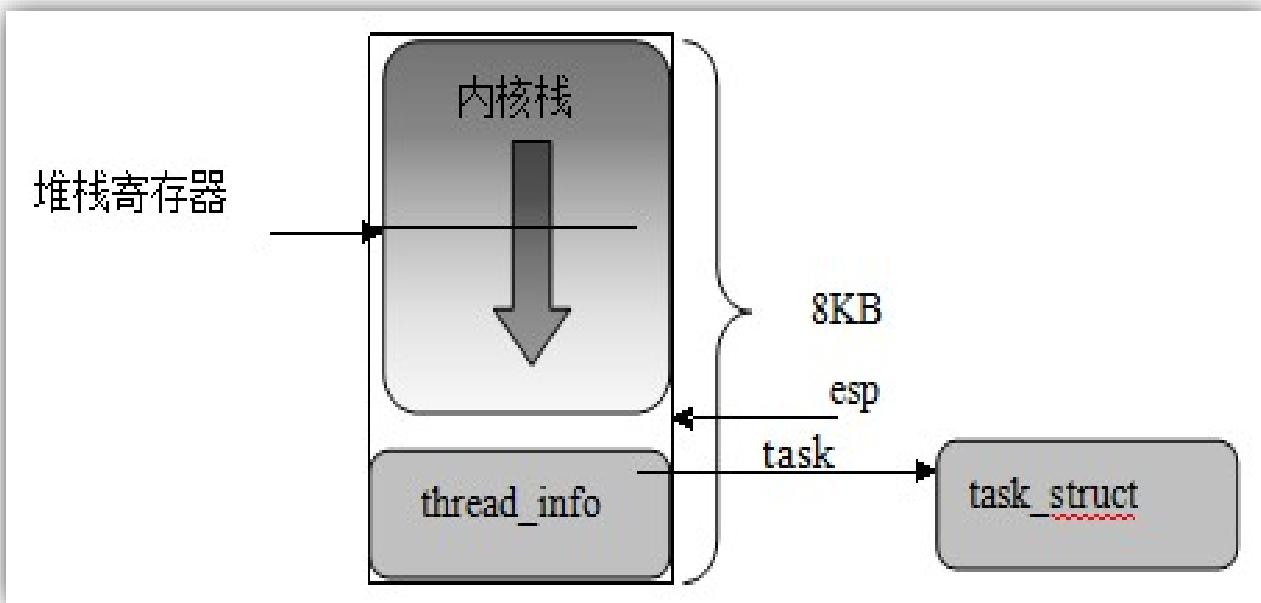 内核栈
堆栈寄存器
8KB
esp
task
thread_info
task_struct